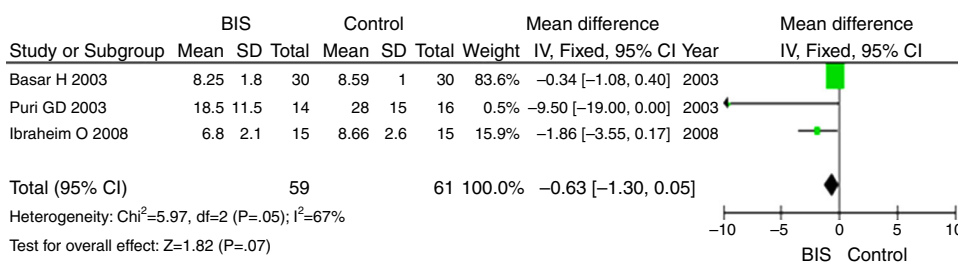 BIS Control Mean difference Mean difference
Study or Subgroup Mean SD Total Mean SD Total Weight IV, Fixed, 95% CI Year IV, Fixed, 95% CI
Basar H 2003 8.25 1.8 30 8.59 1 30 83.6% −0.34 [−1.08, 0.40] 2003
Puri GD 2003 18.5 11.5 14 28 15 16 0.5% −9.50 [−19.00, 0.00] 2003
Ibraheim O 2008 6.8 2.1 15 8.66 2.6 15 15.9% −1.86 [−3.55, 0.17] 2008
Total (95% CI) 59 61 100.0% −0.63 [−1.30, 0.05]
Heterogeneity: Chi²=5.97, df=2 (P=.05); I²=67%
−10 −5 0 5 10
Test for overall effect: Z=1.82 (P=.07)
BIS Control